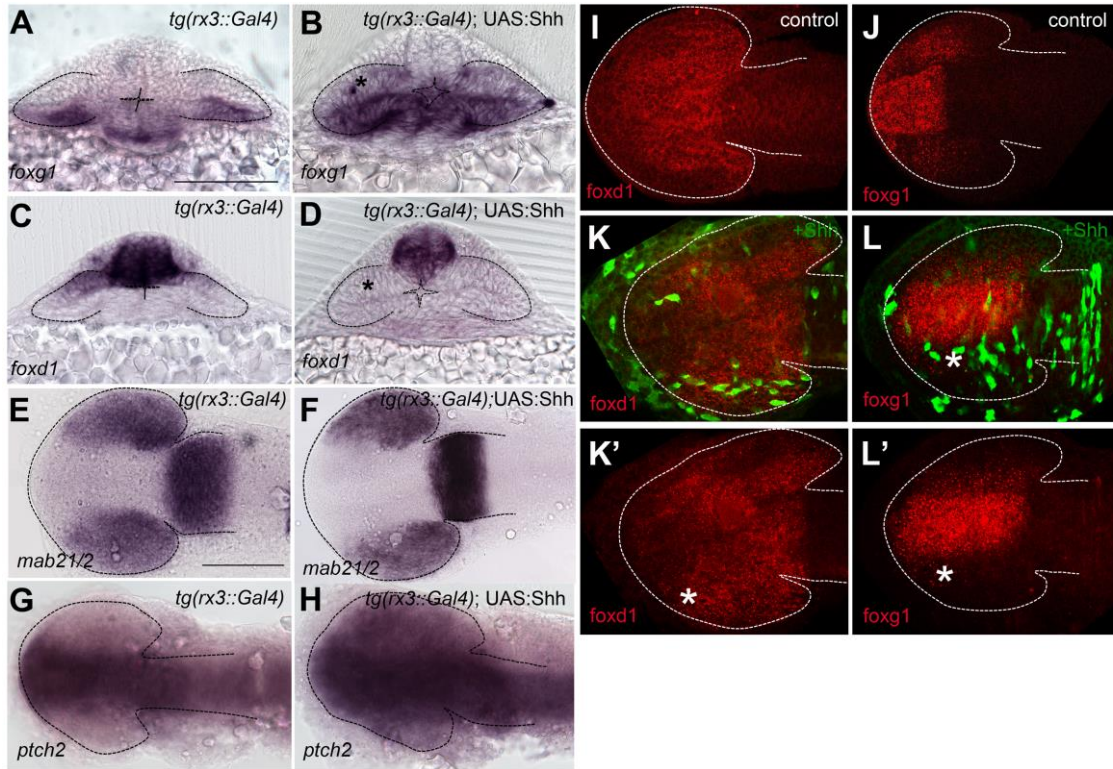 A
tg(rx3::Gal4)
foxg1
B
tg(rx3::Gal4); UAS:Shh
*
foxg1
C
tg(rx3::Gal4)
foxd1
D
tg(rx3::Gal4); UAS:Shh
*
foxd1
E
tg(rx3::Gal4)
mab21/2
F
tg(rx3::Gal4);UAS:Shh
mab21/2
G
tg(rx3::Gal4)
ptch2
H
tg(rx3::Gal4); UAS:Shh
ptch2
I
control
foxd1
J
control
foxg1
K
+Shh
foxd1
L
+Shh
*
foxg1
K'
*
foxd1
L'
*
foxg1